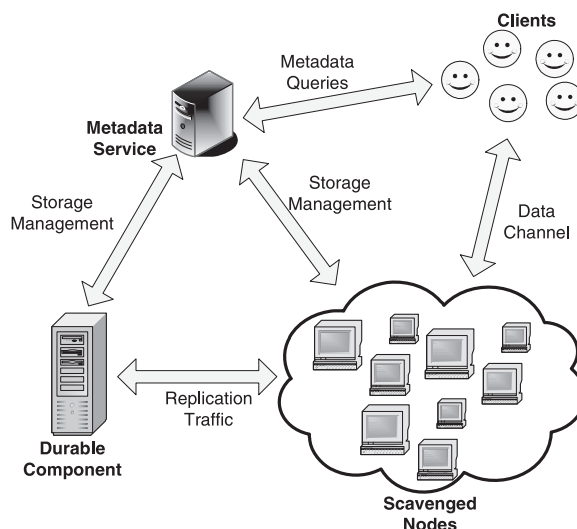 Clients
Metadata
Queries
Metadata
Service
Storage
Management
Storage
Management
Data
Channel
Replication
Traffic
Durable
Component
Scavenged
Nodes